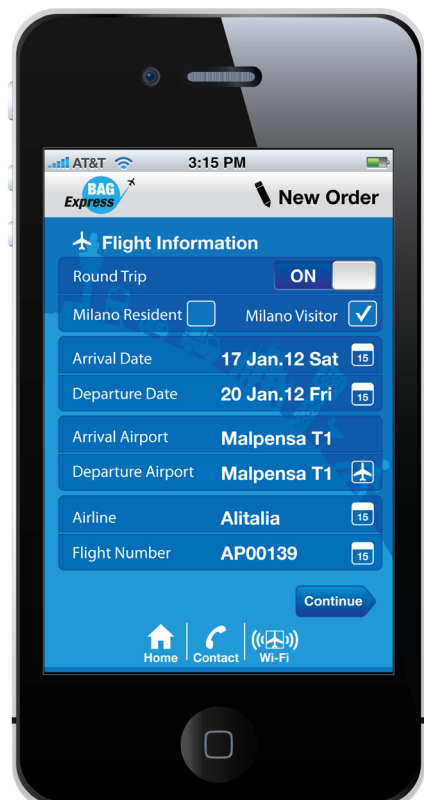 AT&T 3:15 PM
BAG
Express
New Order
Flight Information
Round Trip ON
Milano Resident Milano Visitor
Arrival Date 17 Jan.12 Sat 15
Departure Date 20 Jan.12 Fri 15
Arrival Airport Malpensa T1
Departure Airport Malpensa T1
Airline Alitalia 15
Flight Number AP00139 15
Continue
Home Contact Wi-Fi